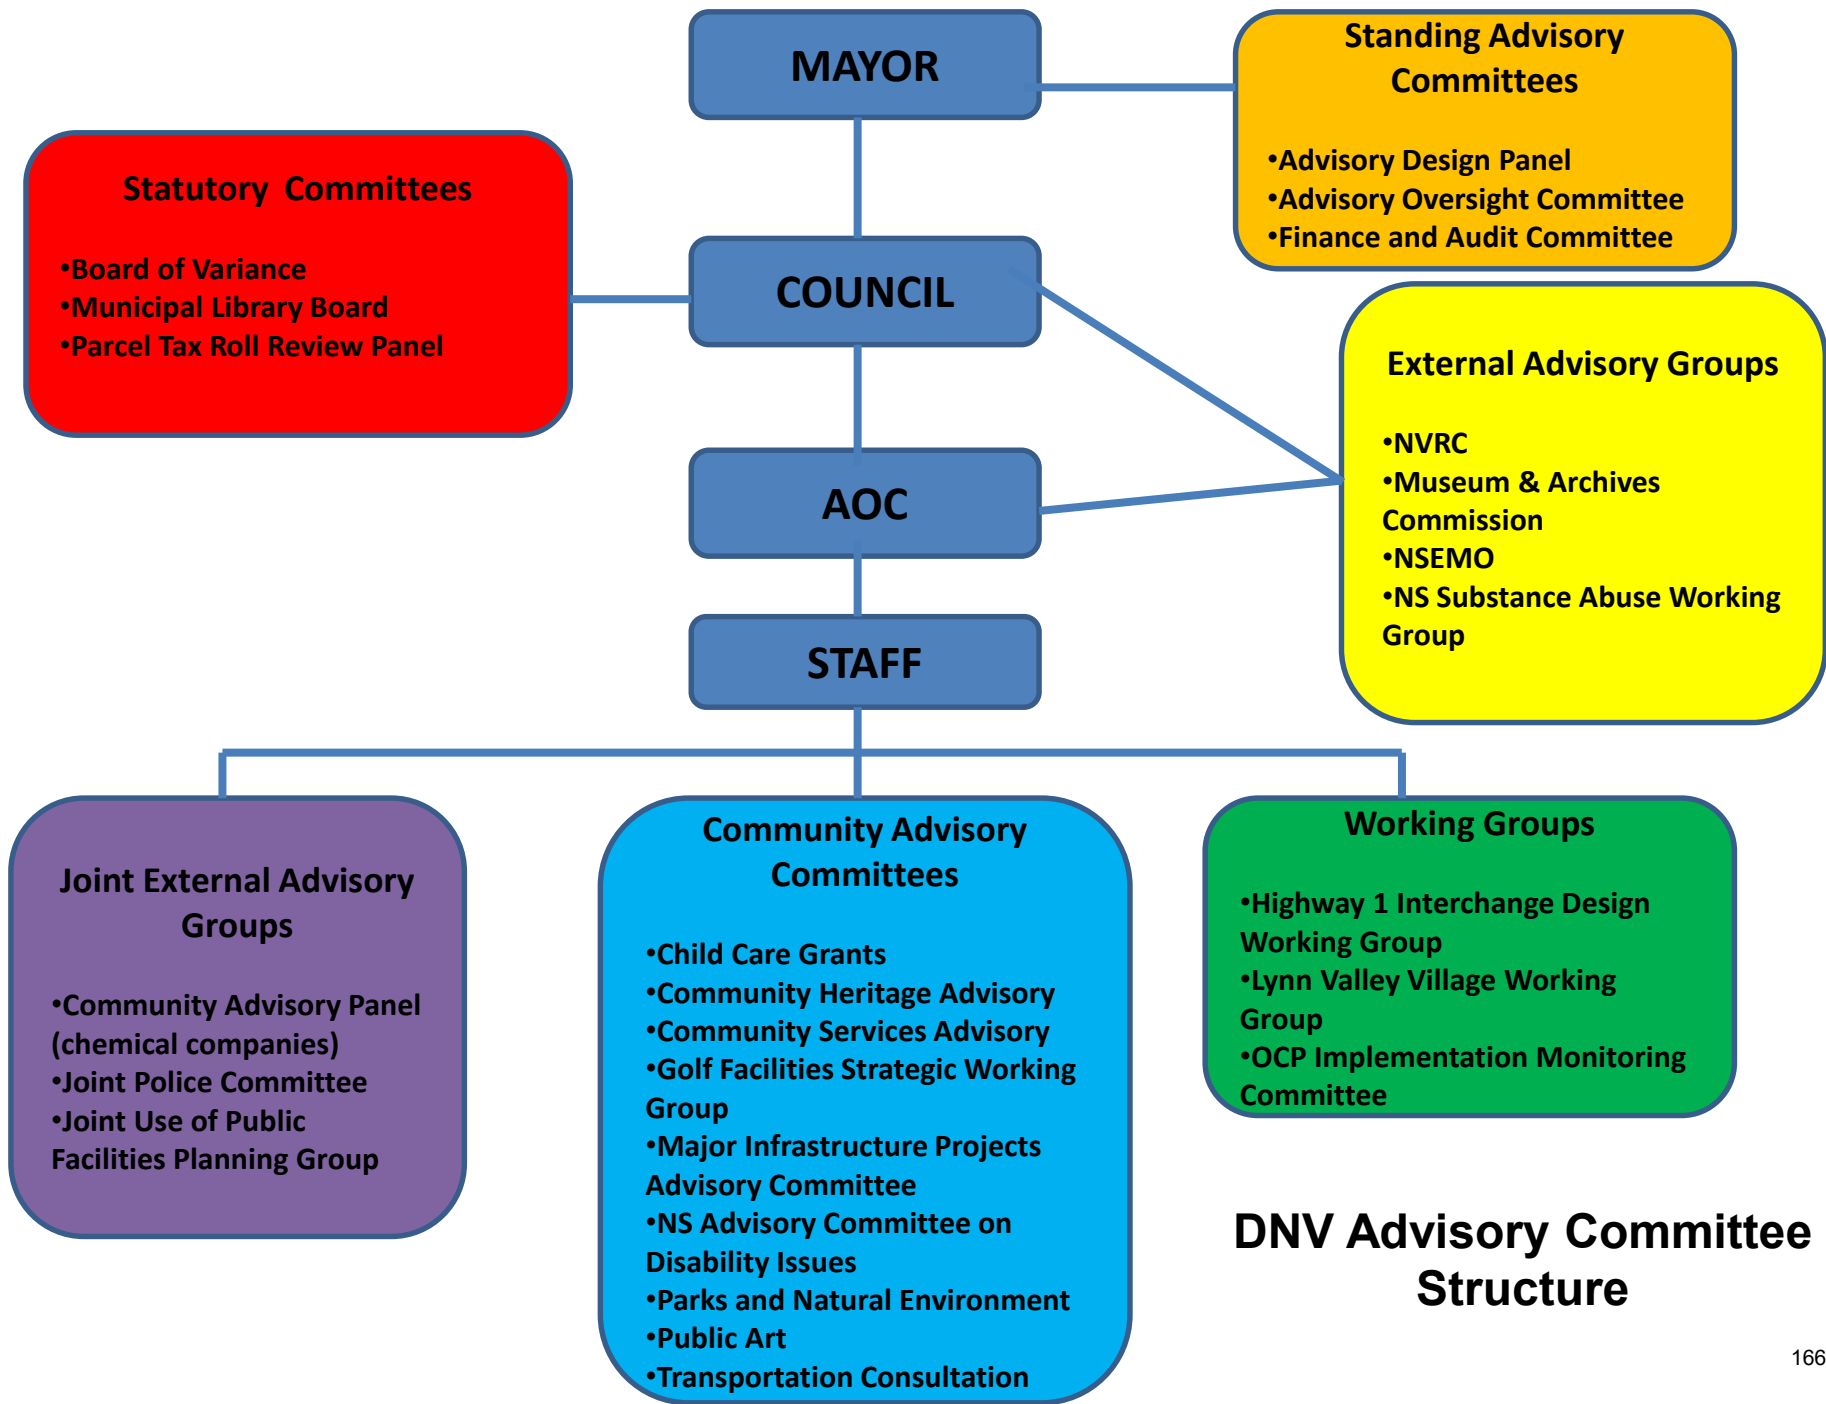 MAYOR
Standing Advisory
Committees
•Advisory Design Panel
•Advisory Oversight Committee
•Finance and Audit Committee
Statutory  Committees
•Board of Variance
•Municipal Library Board
•Parcel Tax Roll Review Panel
COUNCIL
External Advisory Groups
•NVRC
•Museum & Archives
Commission
•NSEMO
•NS Substance Abuse Working
Group
AOC
STAFF
Joint External Advisory
Groups
•Community Advisory Panel
(chemical companies)
•Joint Police Committee
•Joint Use of Public
Facilities Planning Group
Community Advisory
Committees
•Child Care Grants
•Community Heritage Advisory
•Community Services Advisory
•Golf Facilities Strategic Working
Group
•Major Infrastructure Projects
Advisory Committee
•NS Advisory Committee on
Disability Issues
•Parks and Natural Environment
•Public Art
•Transportation Consultation
Working Groups
•Highway 1 Interchange Design
Working Group
•Lynn Valley Village Working
Group
•OCP Implementation Monitoring
Committee
DNV Advisory Committee
Structure
166